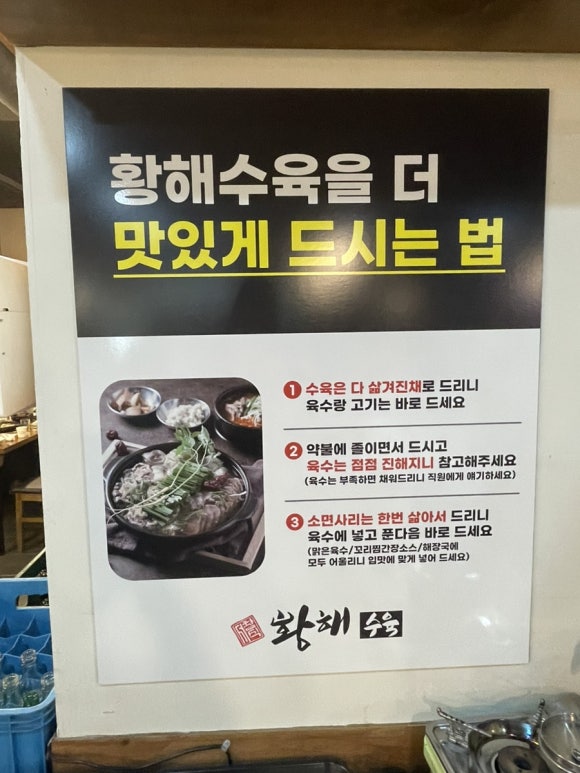 황해수육을 더
맛있게 드시는 법
1 수육은 다 삶겨진채로 드리니
육수랑 고기는 바로 드세요
2 약불에 졸이면서 드시고
육수는 점점 진해지니 참고해주세요
(육수는 부족하면 채워드리니 직원에게 얘기하세요)
3 소면사리는 한번 삶아서 드리니
육수에 넣고 푼다음 바로 드세요
(맑은육수/꼬리찜간장소스/해장국에
모두 어울리니 입맛에 맞게 넣어 드세요)
황해 수육